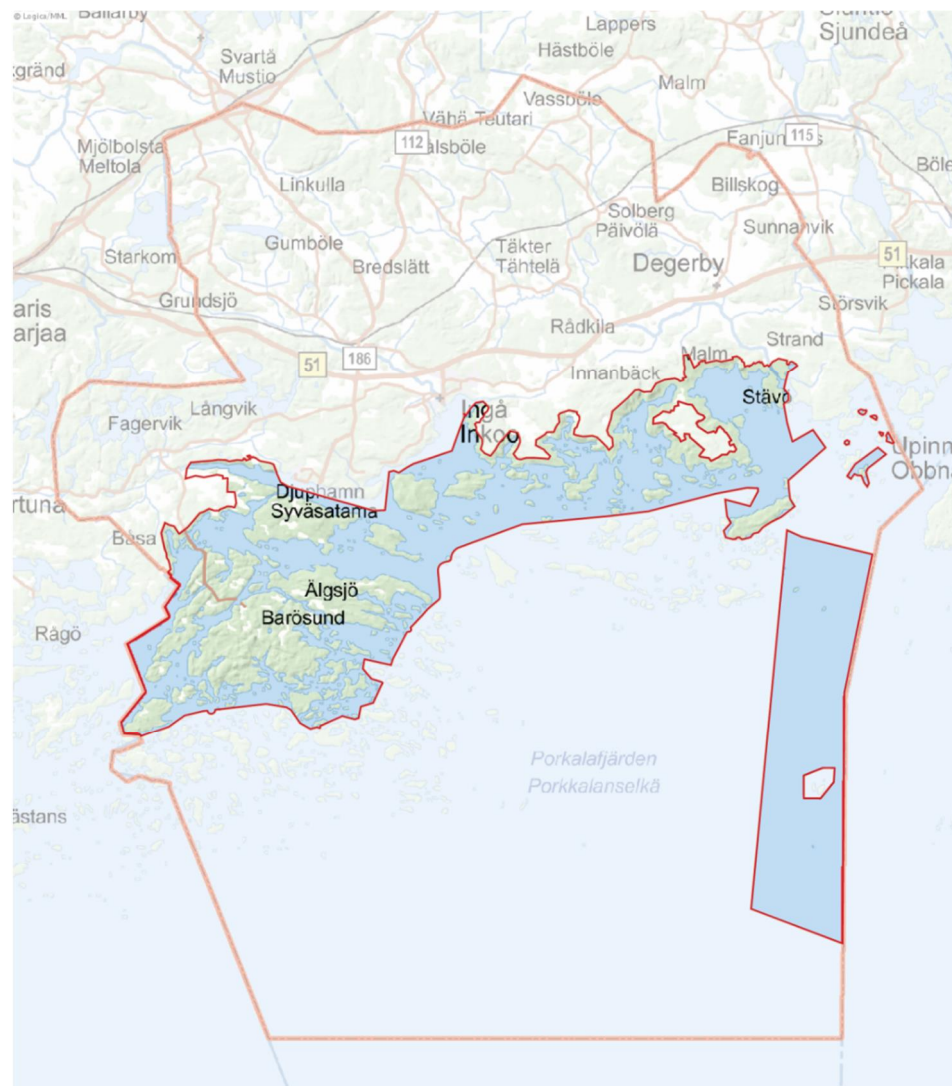 © Logica/MML
Ballarby
Lappers
Sjundeå
Hästböle
Svartå
Mustio
Malm
Vassböle
Vähä-Teutari
112
115
Mjölbolsta
Meltola
Linkulla
Billskog
Solberg
Päivölä
Sunnanvik
Starkom
Gumböle
Täkter
Tähtelä
Bredslätt
Degerby
51
Pickala
Grundsjö
Störsvik
Rådkila
Strand
186
51
Malm
Innanbäck
Stävö
Långvik
Fagervik
Ingå
Inkoo
Djuphamn
Syväsatama
Båsa
Älgsjö
Barösund
Rågö
Porkalafjärden
Porkkalanselkä